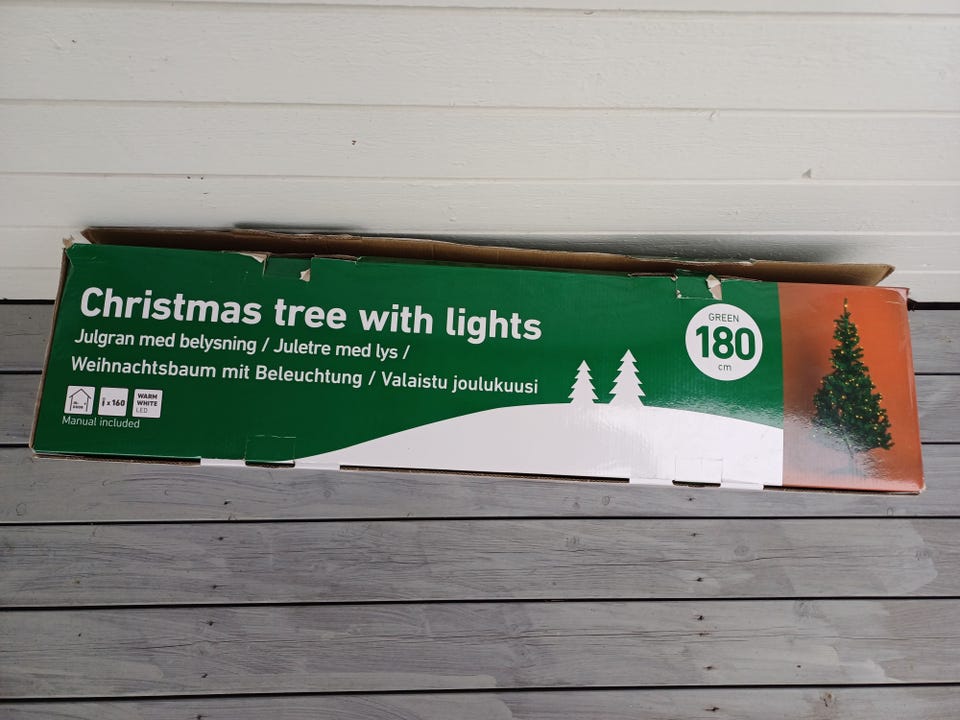 Christmas tree with lights
Julgran med belysning / Juletre med lys /
Weihnachtsbaum mit Beleuchtung / Valaistu joulukuusi
x 160
WARM
WHITE
LED
Manual included
GREEN
180
cm